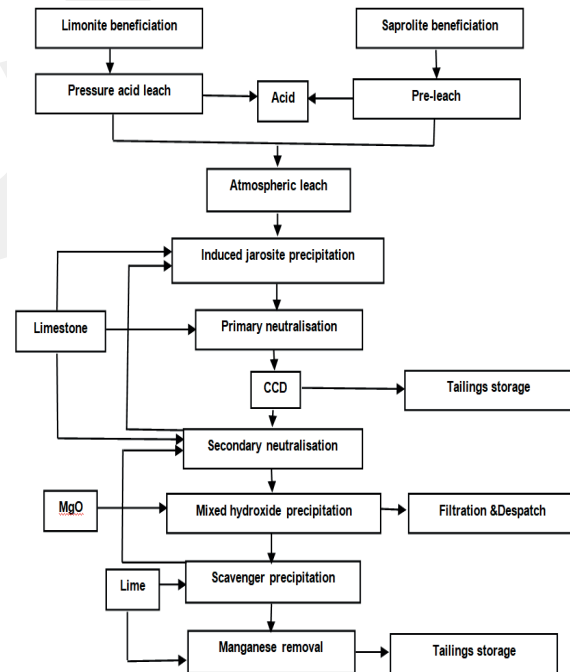 Limonite beneficiation
Saprolite beneficiation
Pressure acid leach
Acid
Pre-leach
Atmospheric leach
Induced jarosite precipitation
Limestone
Primary neutralisation
CCD
Tailings storage
Secondary neutralisation
MgO
Mixed hydroxide precipitation
Filtration &Despatch
Lime
Scavenger precipitation
Manganese removal
Tailings storage